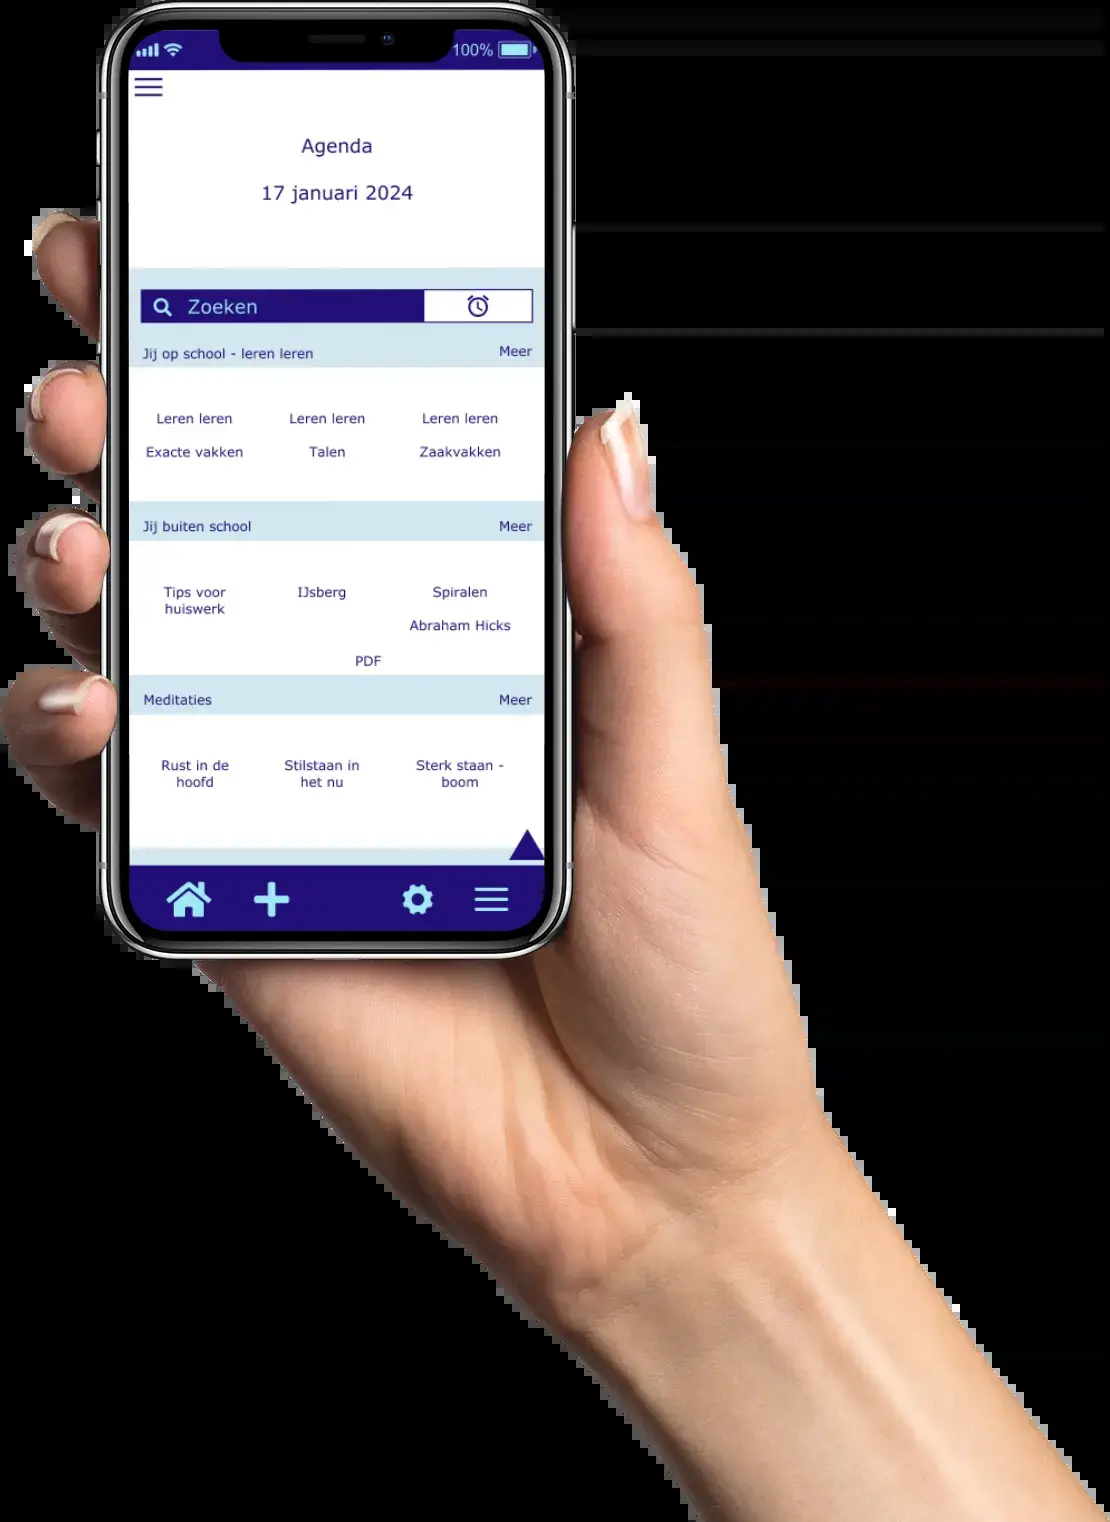 100%
Agenda
17 januari 2024
Zoeken
Jij op school - leren leren Meer
Leren leren Leren leren Leren leren
Exacte vakken Talen Zaakvakken
Jij buiten school Meer
Tips voor IJsberg Spiralen
huiswerk
Abraham Hicks
PDF
Meditaties Meer
Rust in de Stilstaan in Sterk staan -
hoofd het nu boom